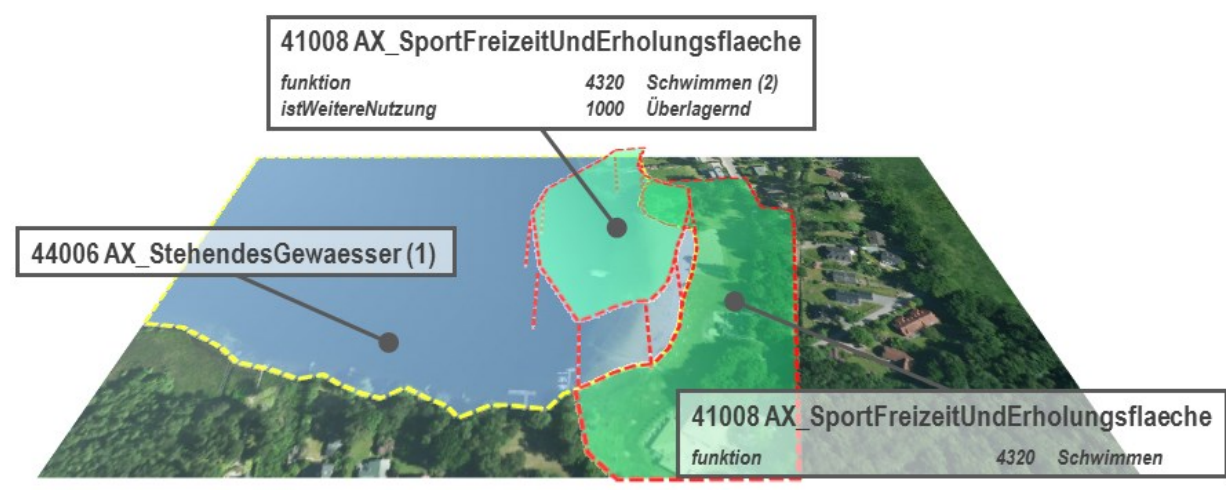 41008 AX_SportFreizeitUndErholungsflaeche
funktion 4320 Schwimmen (2)
istWeitereNutzung 1000 Überlagernd
44006 AX_StehendesGewaesser (1)
41008 AX_SportFreizeitUndErholungsflaeche
funktion 4320 Schwimmen